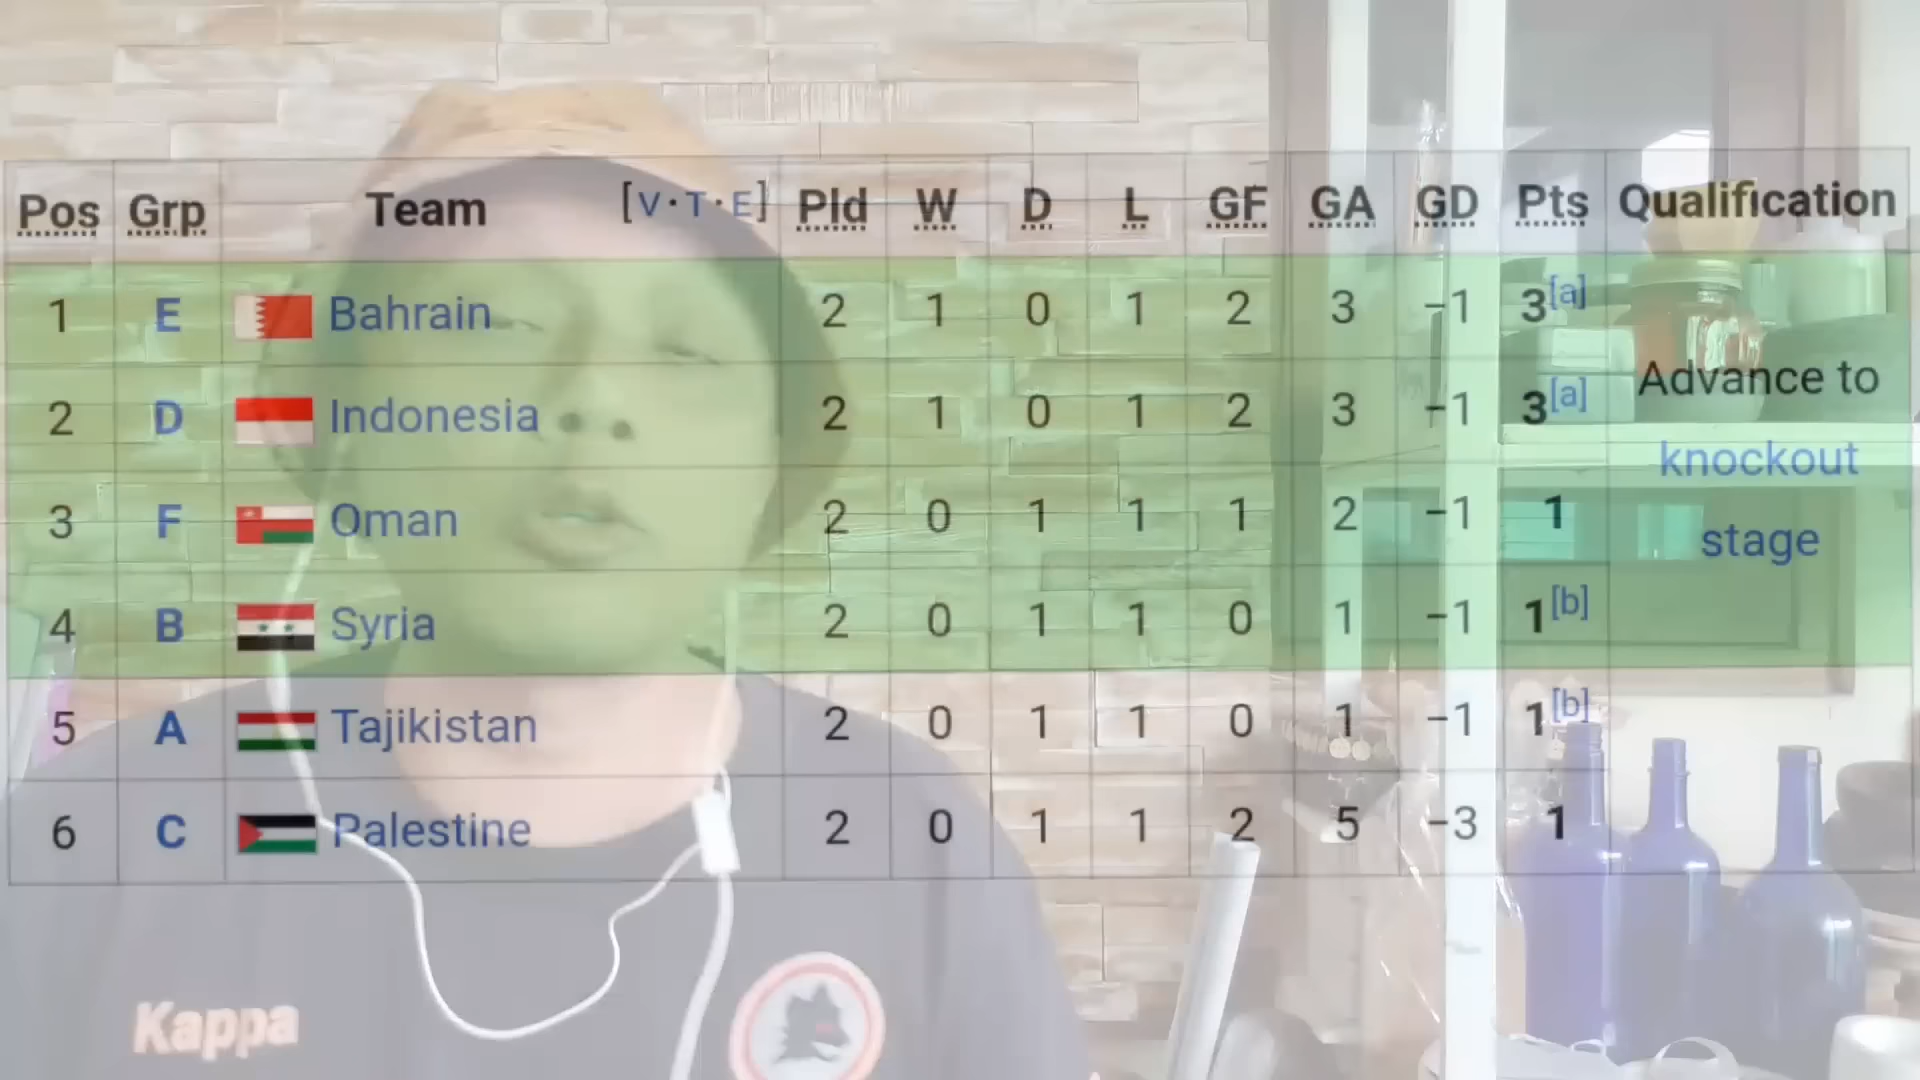 Pos Grp Team [V·T·E] Pld W D L GF GA GD Pts Qualification
1 E Bahrain 2 1 0 1 2 3 −1 3[a]
2 D Indonesia 2 1 0 1 2 3 −1 3[a]
3 F Oman 2 0 1 1 1 2 −1 1
4 B Syria 2 0 1 1 0 1 −1 1[b]
Advance to
knockout
stage
5 A Tajikistan 2 0 1 1 0 1 −1 1[b]
6 C Palestine 2 0 1 1 2 5 −3 1
Kappa